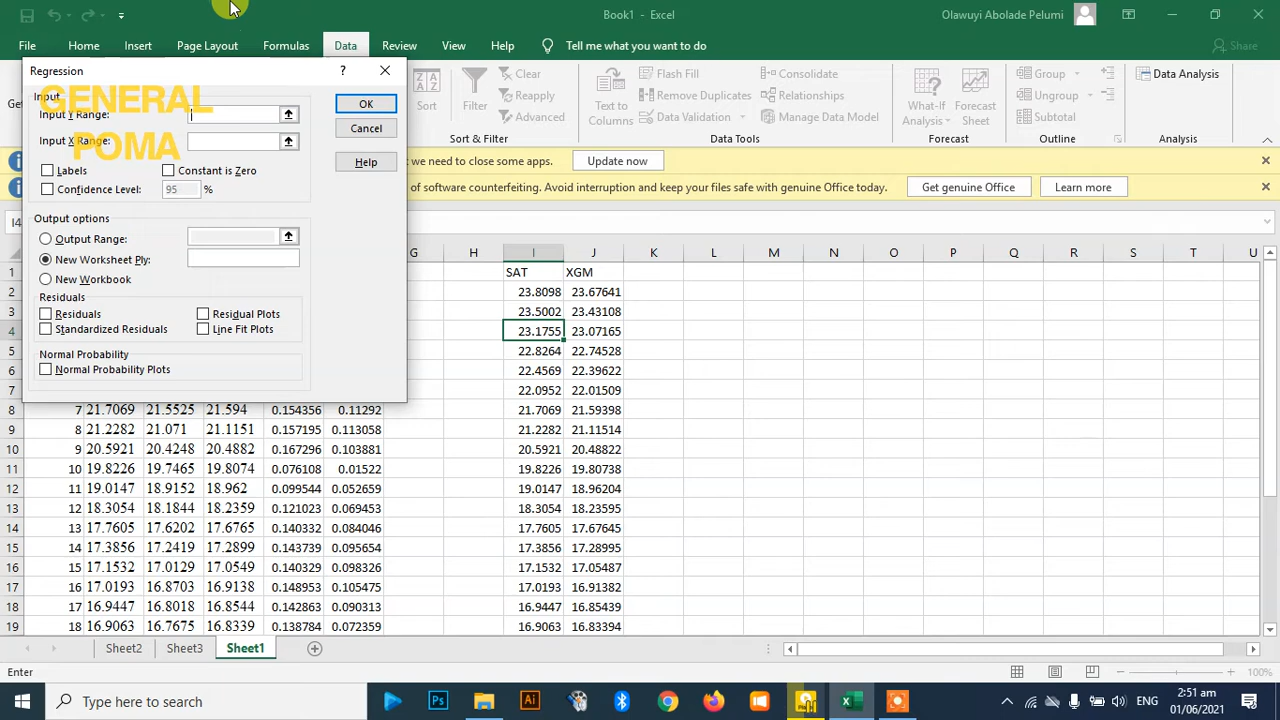 Book1 - Excel
Olawuyi Abolade Pelumi
File Home Insert Page Layout Formulas Data Review View Help Tell me what you want to do Share
Regression ?
Input
Input Y Range:
Input X Range:
Labels Constant is Zero
Confidence Level: 95 %
Output options
Output Range:
New Worksheet Ply:
New Workbook
Residuals
Residuals Residual Plots
Standardized Residuals Line Fit Plots
Normal Probability
Normal Probability Plots
OK
Cancel
Help
GENERAL
POMA
Sort
Filter
Clear
Reapply
Advanced
Sort & Filter
Text to
Columns
Flash Fill
Remove Duplicates
Data Validation
Consolidate
Relationships
Manage Data Model
Data Tools
What-If
Analysis
Forecast
Sheet
Forecast
Group
Ungroup
Subtotal
Outline
Data Analysis
Analysis
we need to close some apps. Update now
of software counterfeiting. Avoid interruption and keep your files safe with genuine Office today. Get genuine Office Learn more
I4
G H I J K L M N O P Q R S T U
1 SAT XGM
2 23.8098 23.67641
3 23.5002 23.43108
4 23.1755 23.07165
5 22.8264 22.74528
6 22.4569 22.39622
7 22.0952 22.01509
8 7 21.7069 21.5525 21.594 0.154356 0.11292 21.7069 21.59398
9 8 21.2282 21.071 21.1151 0.157195 0.113058 21.2282 21.11514
10 9 20.5921 20.4248 20.4882 0.167296 0.103881 20.5921 20.48822
11 10 19.8226 19.7465 19.8074 0.076108 0.01522 19.8226 19.80738
12 11 19.0147 18.9152 18.962 0.099544 0.052659 19.0147 18.96204
13 12 18.3054 18.1844 18.2359 0.121023 0.069453 18.3054 18.23595
14 13 17.7605 17.6202 17.6765 0.140332 0.084046 17.7605 17.67645
15 14 17.3856 17.2419 17.2899 0.143739 0.095654 17.3856 17.28995
16 15 17.1532 17.0129 17.0549 0.140329 0.098326 17.1532 17.05487
17 16 17.0193 16.8703 16.9138 0.148953 0.105475 17.0193 16.91382
18 17 16.9447 16.8018 16.8544 0.142863 0.090313 16.9447 16.85439
19 18 16.9063 16.7675 16.8339 0.138784 0.072359 16.9063 16.83394
Sheet2 Sheet3 Sheet1
Enter
100%
Type here to search
ENG
2:51 am
01/06/2021